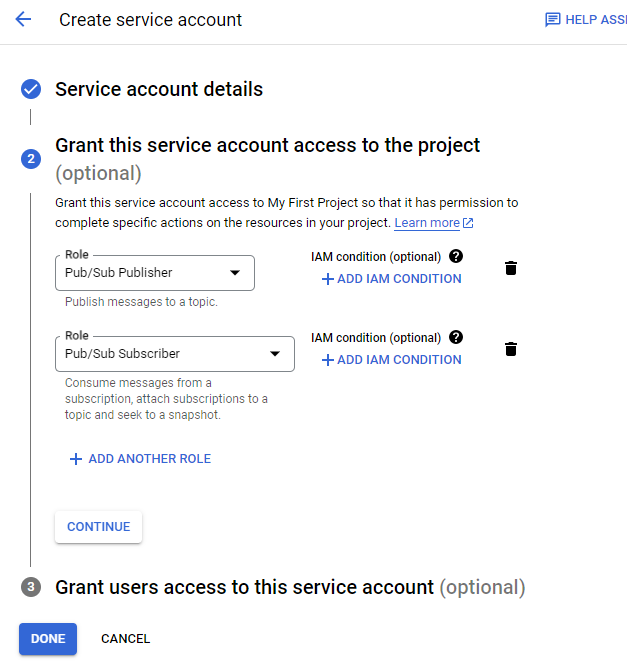 Create service account
HELP ASSI
Service account details
2
Grant this service account access to the project
(optional)
Grant this service account access to My First Project so that it has permission to
complete specific actions on the resources in your project. Learn more
Role
Pub/Sub Publisher
IAM condition (optional) ?
+ ADD IAM CONDITION
Publish messages to a topic.
Role
Pub/Sub Subscriber
IAM condition (optional) ?
+ ADD IAM CONDITION
Consume messages from a
subscription, attach subscriptions to a
topic and seek to a snapshot.
+ ADD ANOTHER ROLE
CONTINUE
3
Grant users access to this service account (optional)
DONE
CANCEL